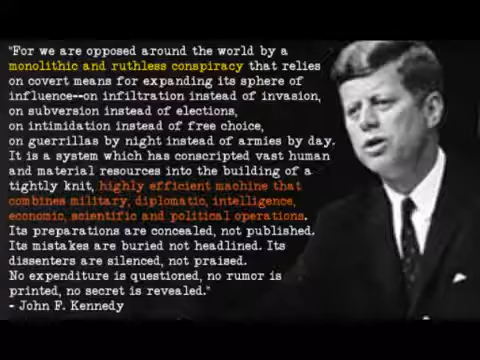 "For we are opposed around the world by a
monolithic and ruthless conspiracy that relies
on covert means for expanding its sphere of
influence--on infiltration instead of invasion,
on subversion instead of elections,
on intimidation instead of free choice,
on guerrillas by night instead of armies by day.
It is a system which has conscripted vast human
and material resources into the building of a
tightly knit, highly efficient machine that
combines military, diplomatic, intelligence,
economic, scientific and political operations.
Its preparations are concealed, not published.
Its mistakes are buried not headlined. Its
dissenters are silenced, not praised.
No expenditure is questioned, no rumor is
printed, no secret is revealed."
- John F. Kennedy